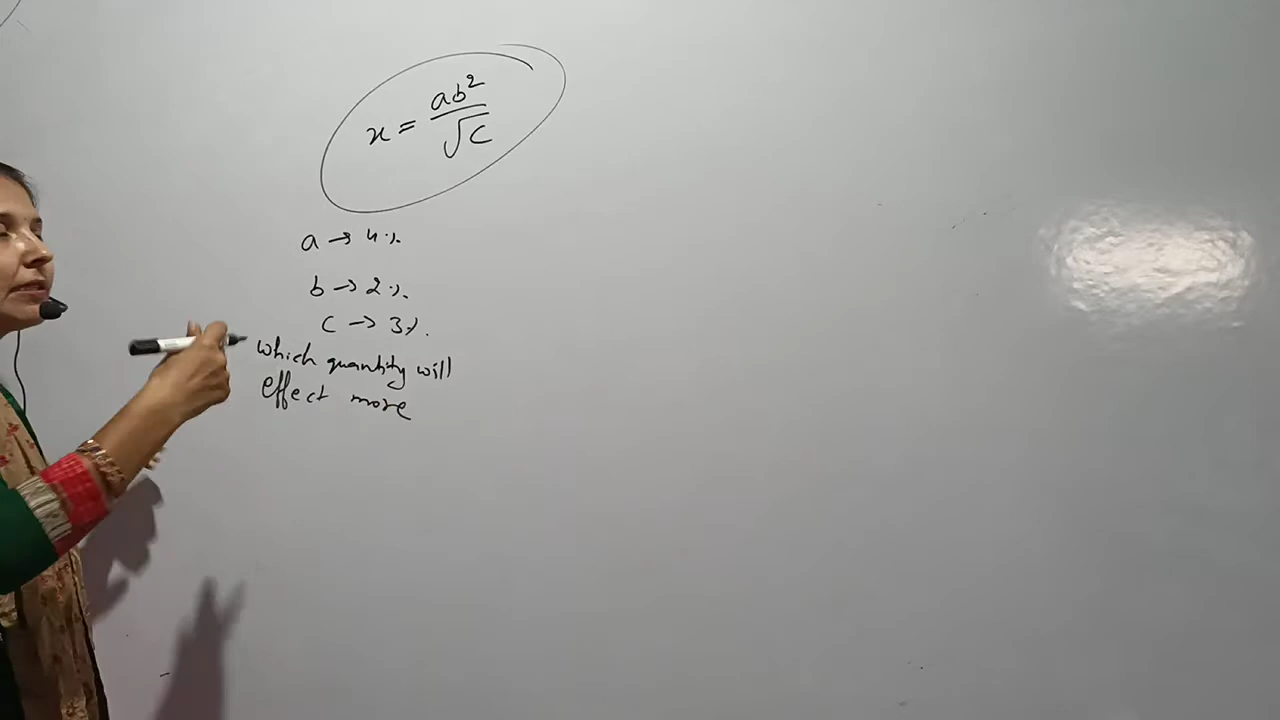 x = ab²/√c
a → 4%
b → 2%.
c → 3%.
which quantity will
effect more